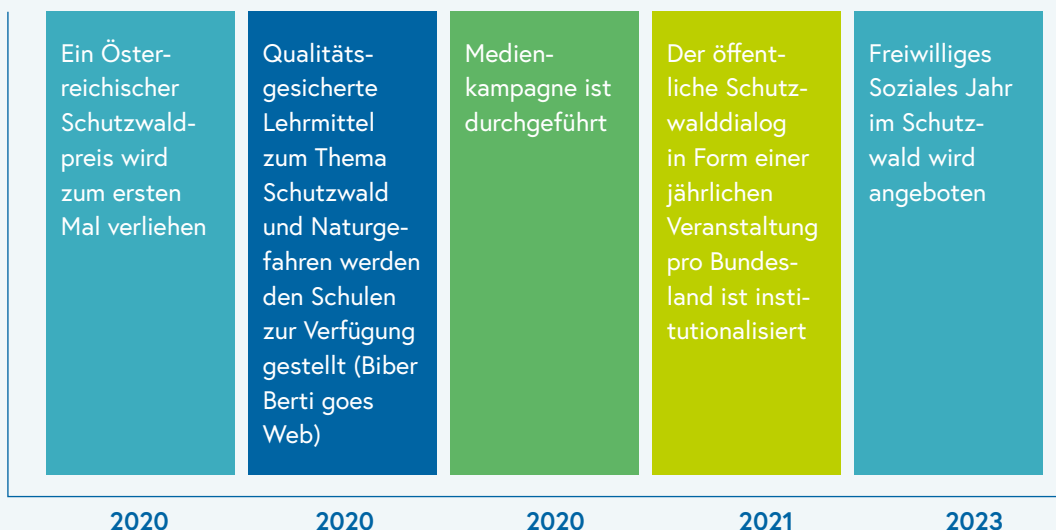 Ein Öster-
reichischer
Schutzwald-
preis wird
zum ersten
Mal verliehen
Qualitäts-
gesicherte
Lehrmittel
zum Thema
Schutzwald
und Naturge-
fahren werden
den Schulen
zur Verfügung
gestellt (Biber
Berti goes
Web)
Medien-
kampagne ist
durchgeführt
Der öffent-
liche Schutz-
walddialog
in Form einer
jährlichen
Veranstaltung
pro Bundes-
land ist insti-
tutionalisiert
Freiwilliges
Soziales Jahr
im Schutz-
wald wird
angeboten
2020
2020
2020
2021
2023